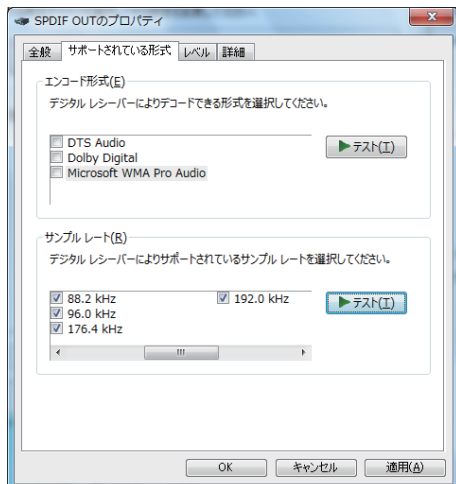 SPDIF OUTのプロパティ
全般 サポートされている形式 レベル 詳細
エンコード形式(E)
デジタル レシーバーによりデコードできる形式を選択してください。
DTS Audio
Dolby Digital
Microsoft WMA Pro Audio
テスト(T)
サンプル レート(R)
デジタル レシーバーによりサポートされているサンプル レートを選択してください。
88.2 kHz 192.0 kHz
96.0 kHz
176.4 kHz
テスト(T)
OK キャンセル 適用(A)